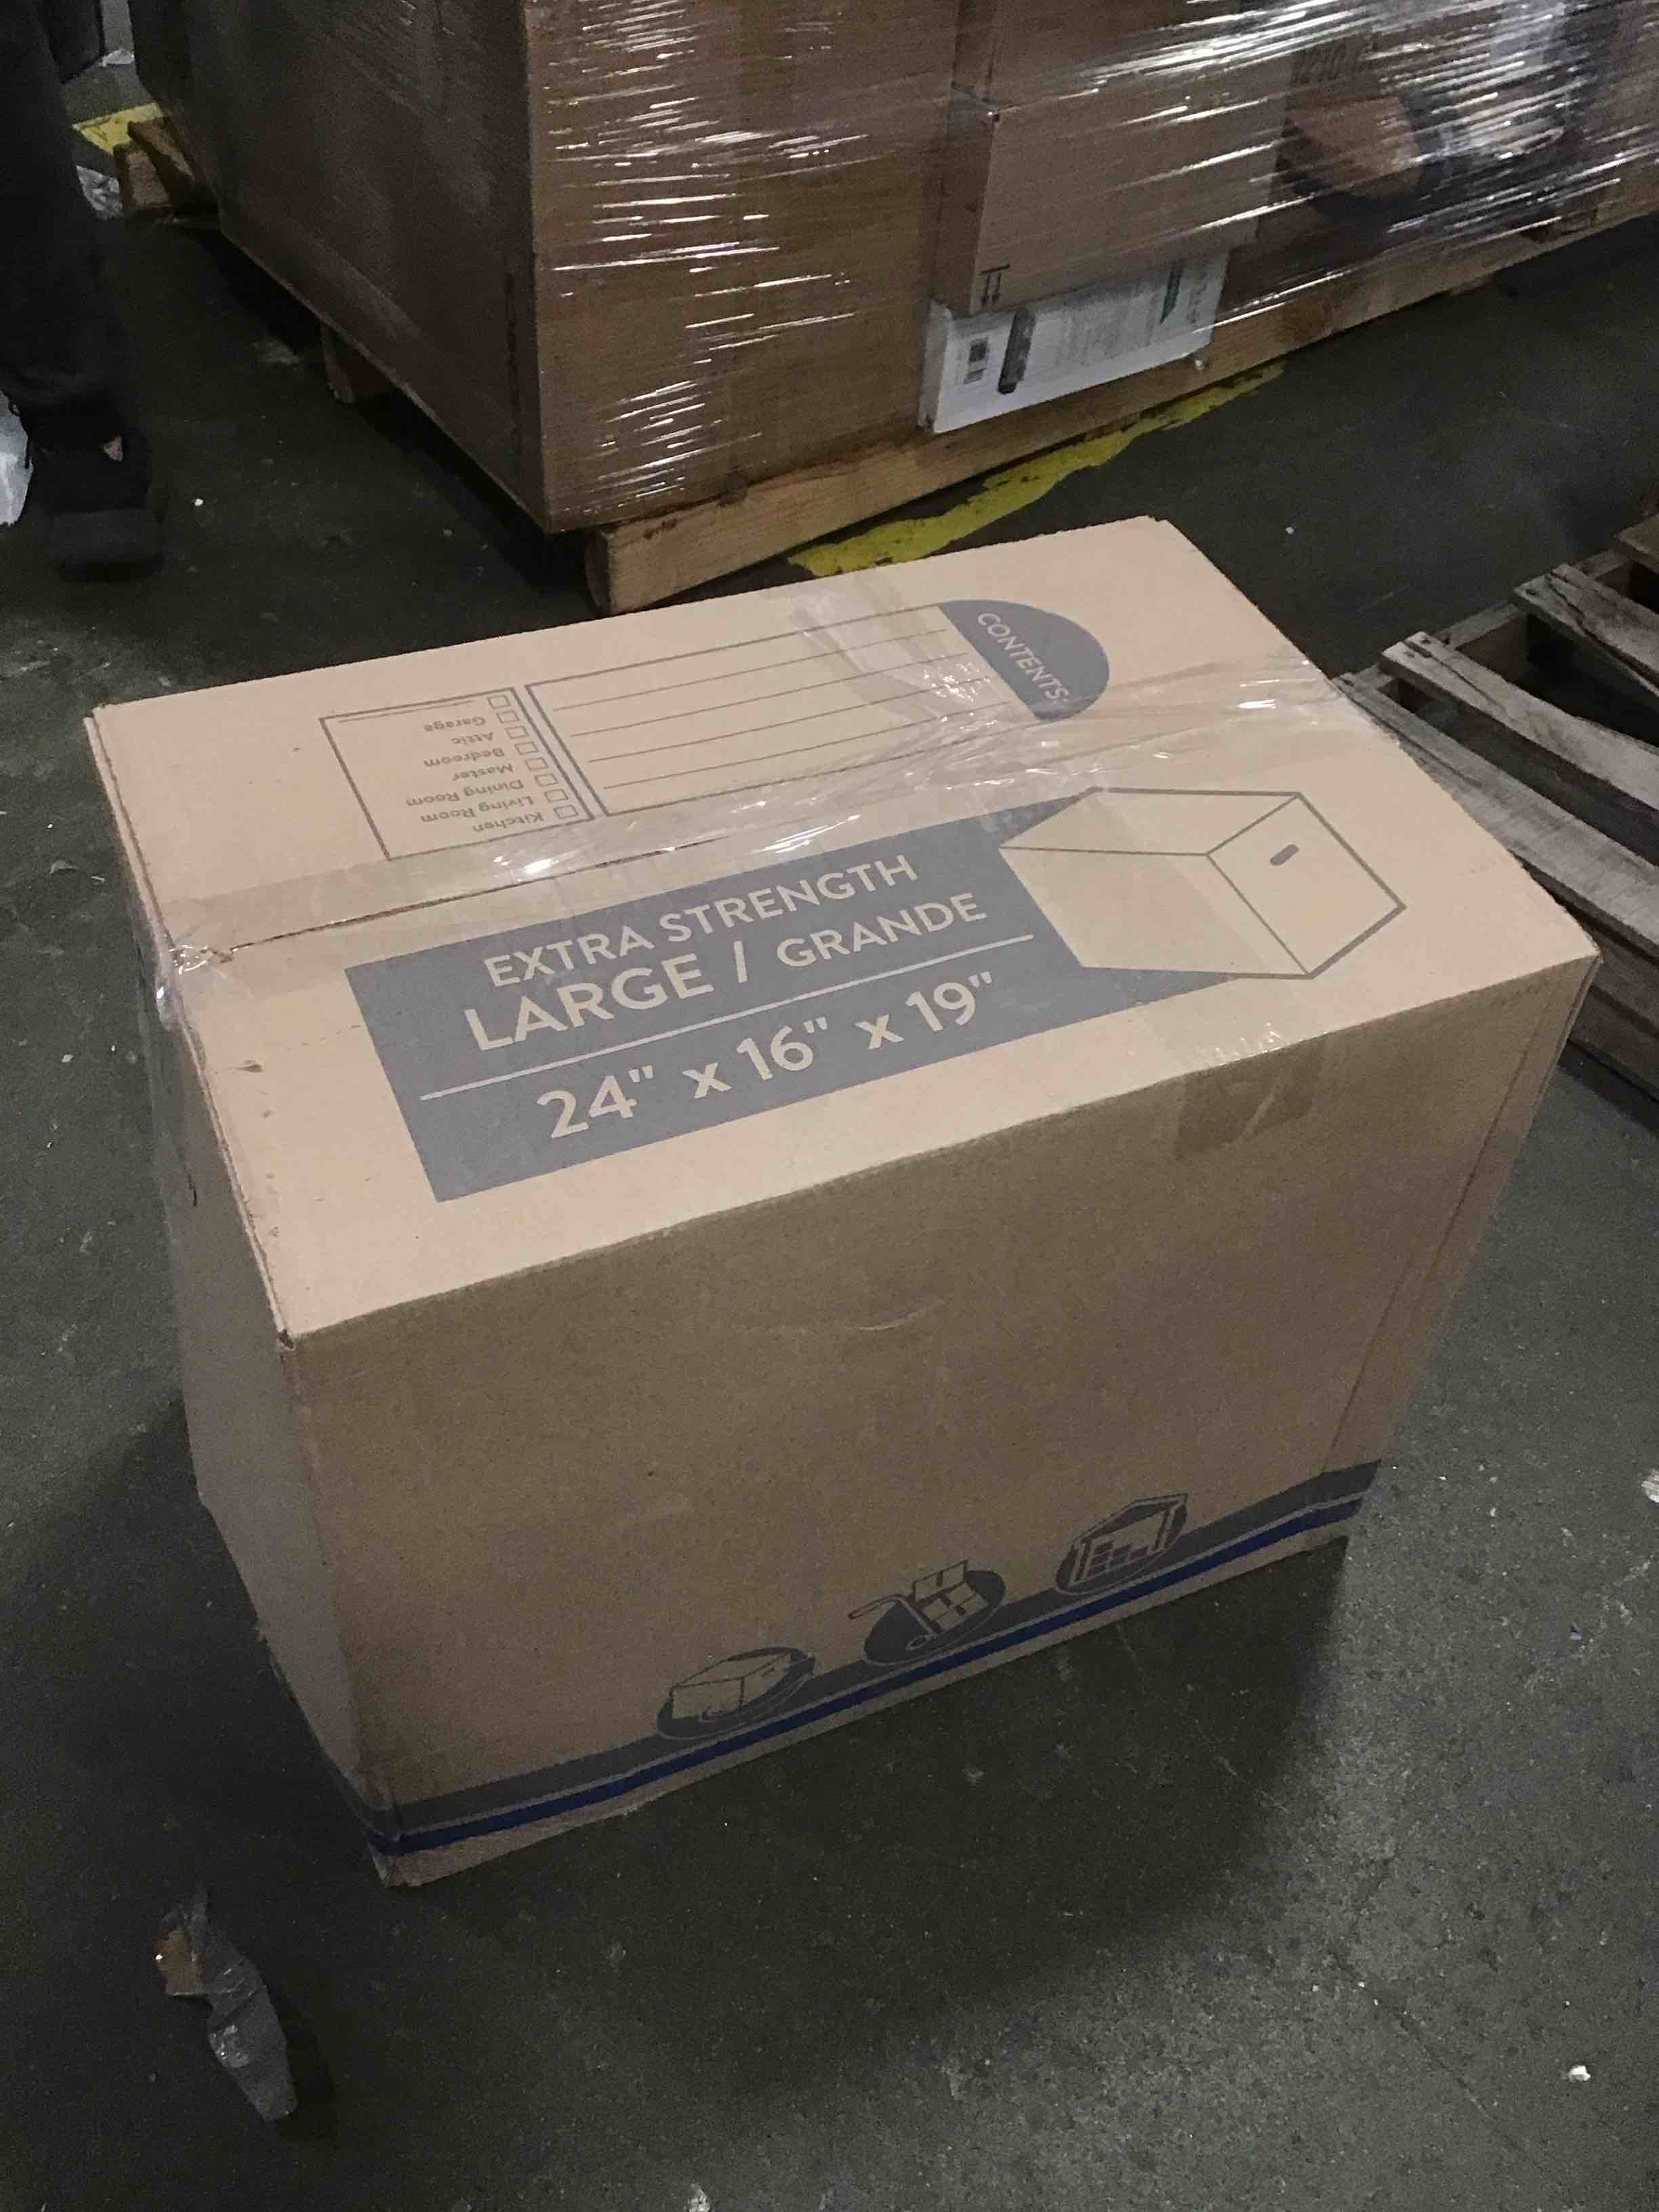 CONTENTS:
Kitchen
Living Room
Dining Room
Master
Bedroom
Attic
Garage
EXTRA STRENGTH
LARGE / GRANDE
24" x 16" x 19"